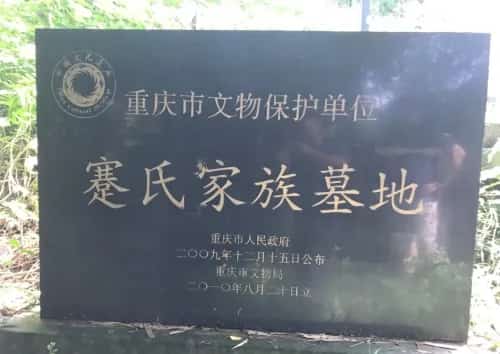 重庆市文物保护单位
蹇氏家族墓地
重庆市人民政府
二〇〇九年十二月十五日公布
重庆市文物局
二〇一〇年八月二十日立